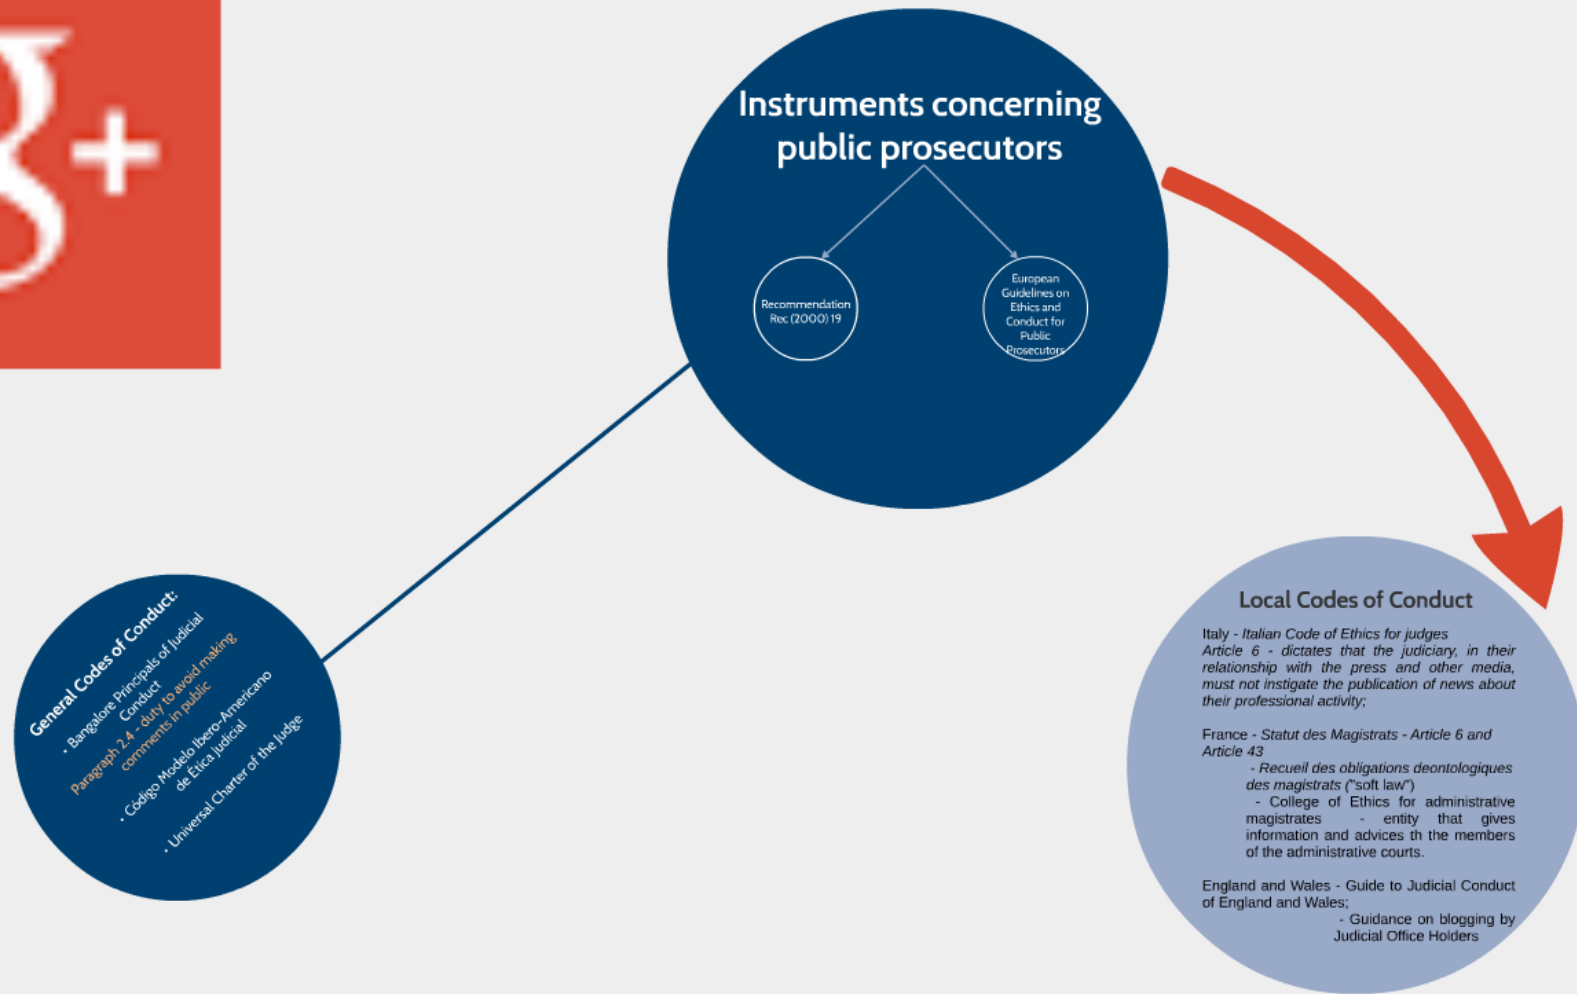 g+
Instruments concerning
public prosecutors
Recommendation
Rec (2000) 19
European
Guidelines on
Ethics and
Conduct for
Public
Prosecutors
General Codes of Conduct:
• Bangalore Principals of Judicial
Conduct
Paragraph 2.4 - duty to avoid making
comments in public
• Código Modelo Ibero-Americano
de Ética Judicial
• Universal Charter of the Judge
Local Codes of Conduct
Italy - Italian Code of Ethics for judges
Article 6 - dictates that the judiciary, in their
relationship with the press and other media,
must not instigate the publication of news about
their professional activity;
France - Statut des Magistrats - Article 6 and
Article 43
- Recueil des obligations deontologiques
des magistrats ("soft law")
- College of Ethics for administrative
magistrates - entity that gives
information and advices th the members
of the administrative courts.
England and Wales - Guide to Judicial Conduct
of England and Wales;
- Guidance on blogging by
Judicial Office Holders